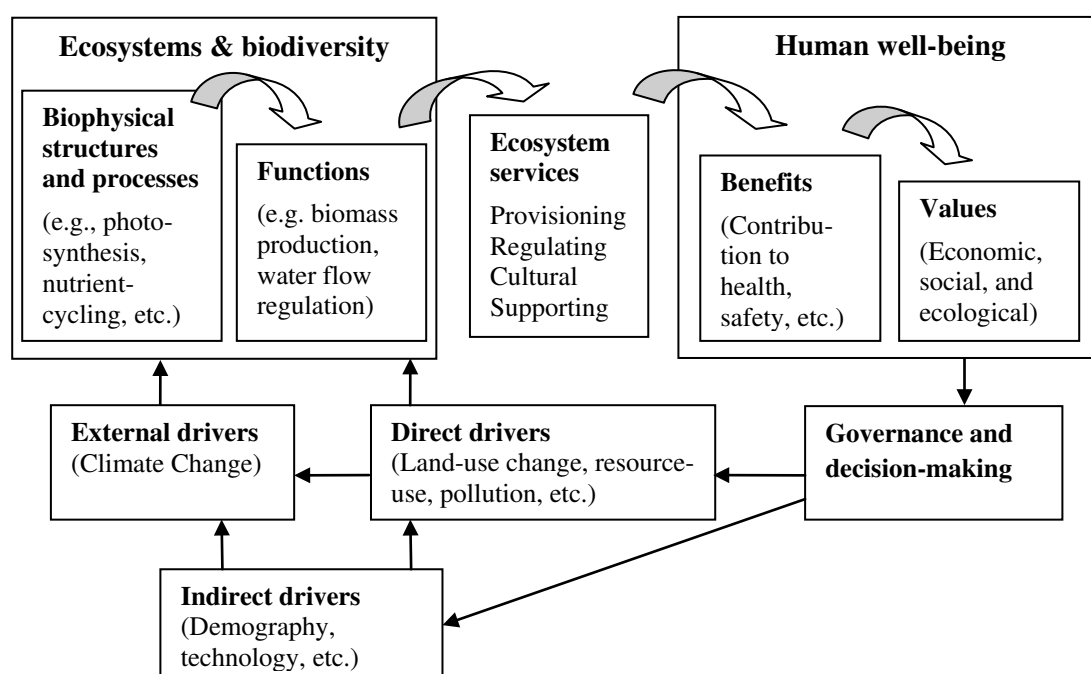 Ecosystems & biodiversity
Biophysical
structures
and processes
(e.g., photo-
synthesis,
nutrient-
cycling, etc.)
Functions
(e.g. biomass
production,
water flow
regulation)
Ecosystem
services
Provisioning
Regulating
Cultural
Supporting
Human well-being
Benefits
(Contribu-
tion to
health,
safety, etc.)
Values
(Economic,
social, and
ecological)
External drivers
(Climate Change)
Direct drivers
(Land-use change, resource-
use, pollution, etc.)
Governance and
decision-making
Indirect drivers
(Demography,
technology, etc.)